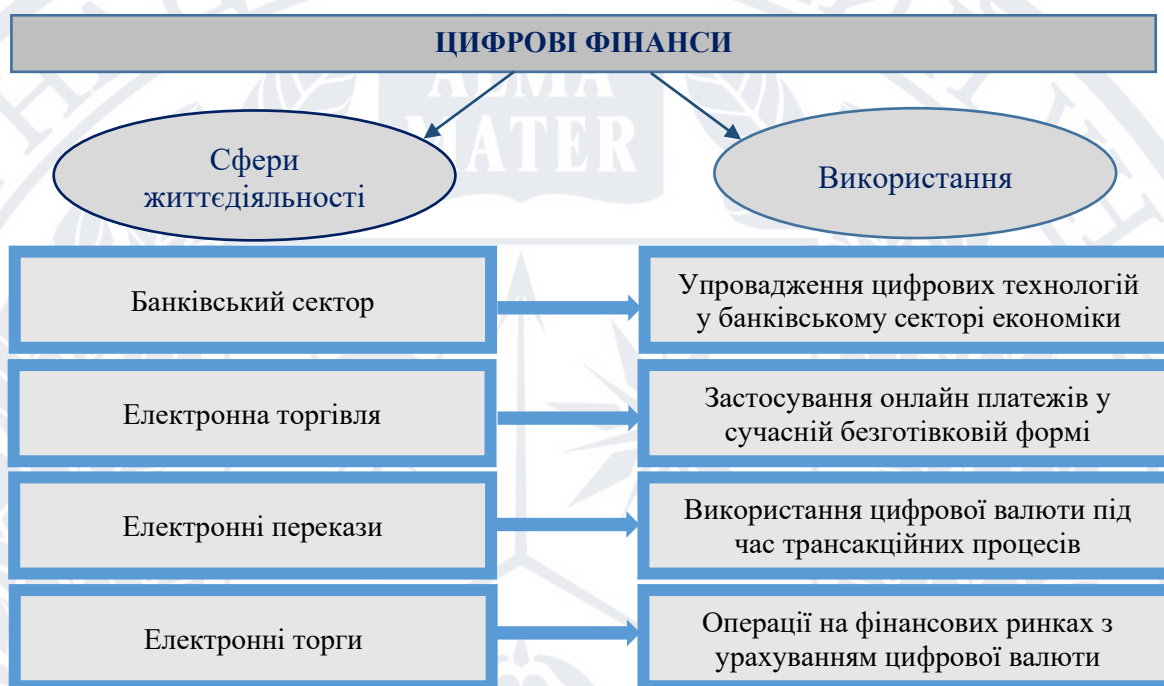 ЦИФРОВІ ФІНАНСИ
ALMA
MATER
Сфери
життєдіяльності
Використання
Банківський сектор
Упровадження цифрових технологій
у банківському секторі економіки
Електронна торгівля
Застосування онлайн платежів у
сучасній безготівковій формі
Електронні перекази
Використання цифрової валюти під
час трансакційних процесів
Електронні торги
Операції на фінансових ринках з
урахуванням цифрової валюти